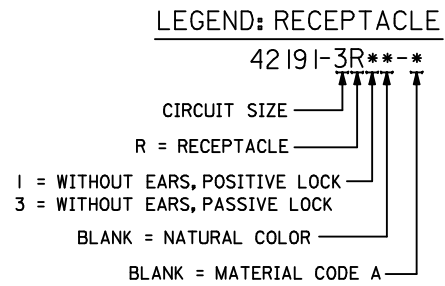 LEGEND: RECEPTACLE
42191-3R**-*
CIRCUIT SIZE
R = RECEPTACLE
1 = WITHOUT EARS, POSITIVE LOCK
3 = WITHOUT EARS, PASSIVE LOCK
BLANK = NATURAL COLOR
BLANK = MATERIAL CODE A